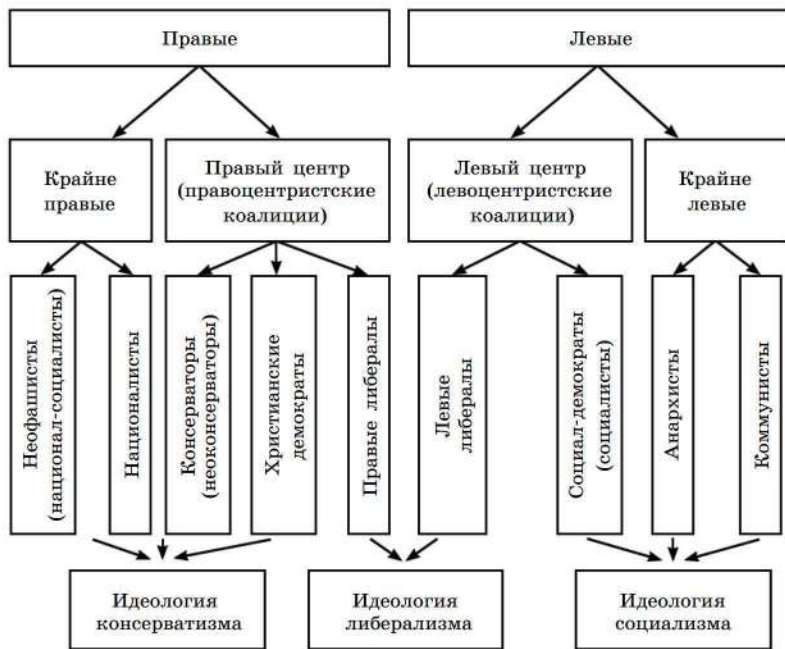 Правые
Левые
Крайне
правые
Правый центр
(правоцентристские
коалиции)
Левый центр
(левоцентристские
коалиции)
Крайне
левые
Неофашисты
(национал-социалисты)
Националисты
Консерваторы
(неоконсерваторы)
Христианские
демократы
Правые либералы
Левые
либералы
Социал-демократы
(социалисты)
Анархисты
Коммунисты
Идеология
консерватизма
Идеология
либерализма
Идеология
социализма